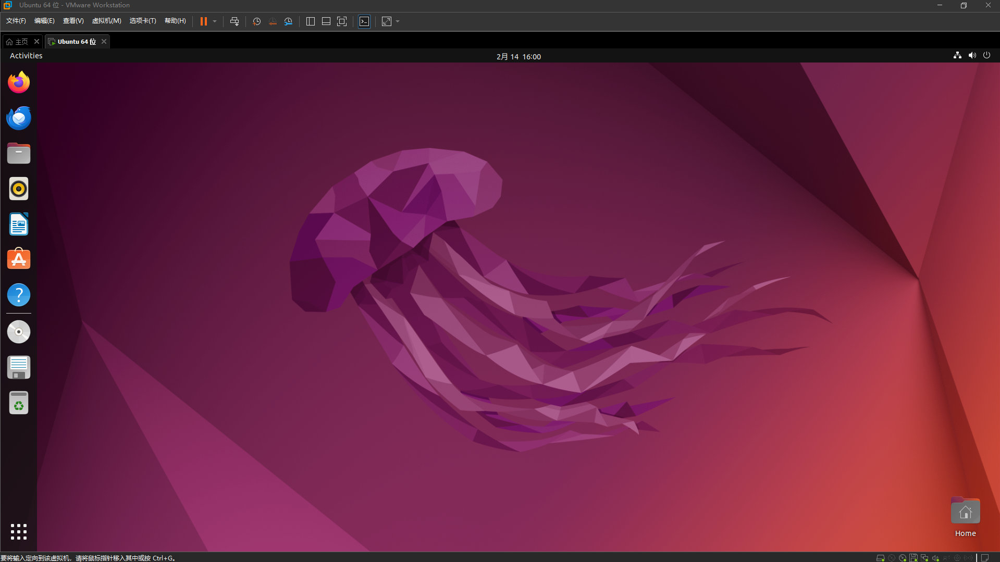 Ubuntu 64 位 - VMware Workstation
文件(F) 编辑(E) 查看(V) 虚拟机(M) 选项卡(T) 帮助(H)
主页 Ubuntu 64 位
Activities 2月 14 16:00
?
Home
要将输入定向到该虚拟机，请将鼠标指针移入其中或按 Ctrl+G。